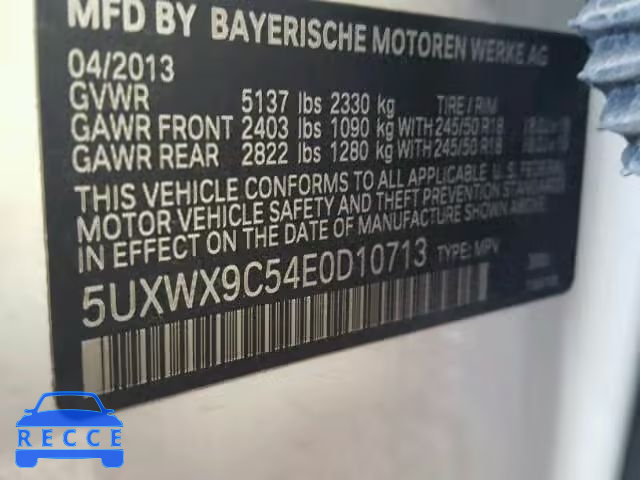 MFD BY BAYERISCHE MOTOREN WERKE AG
04/2013
GVWR 5137 lbs 2330 kg TIRE / RIM
GAWR FRONT 2403 lbs 1090 kg WITH 245/50 R18
GAWR REAR 2822 lbs 1280 kg WITH 245/50 R18
THIS VEHICLE CONFORMS TO ALL APPLICABLE U. S. FEDERAL
MOTOR VEHICLE SAFETY AND THEFT PREVENTION STANDARDS
IN EFFECT ON THE DATE OF MANUFACTURE SHOWN ABOVE.
5UXWX9C54E0D10713 TYPE: MPV
RECCE